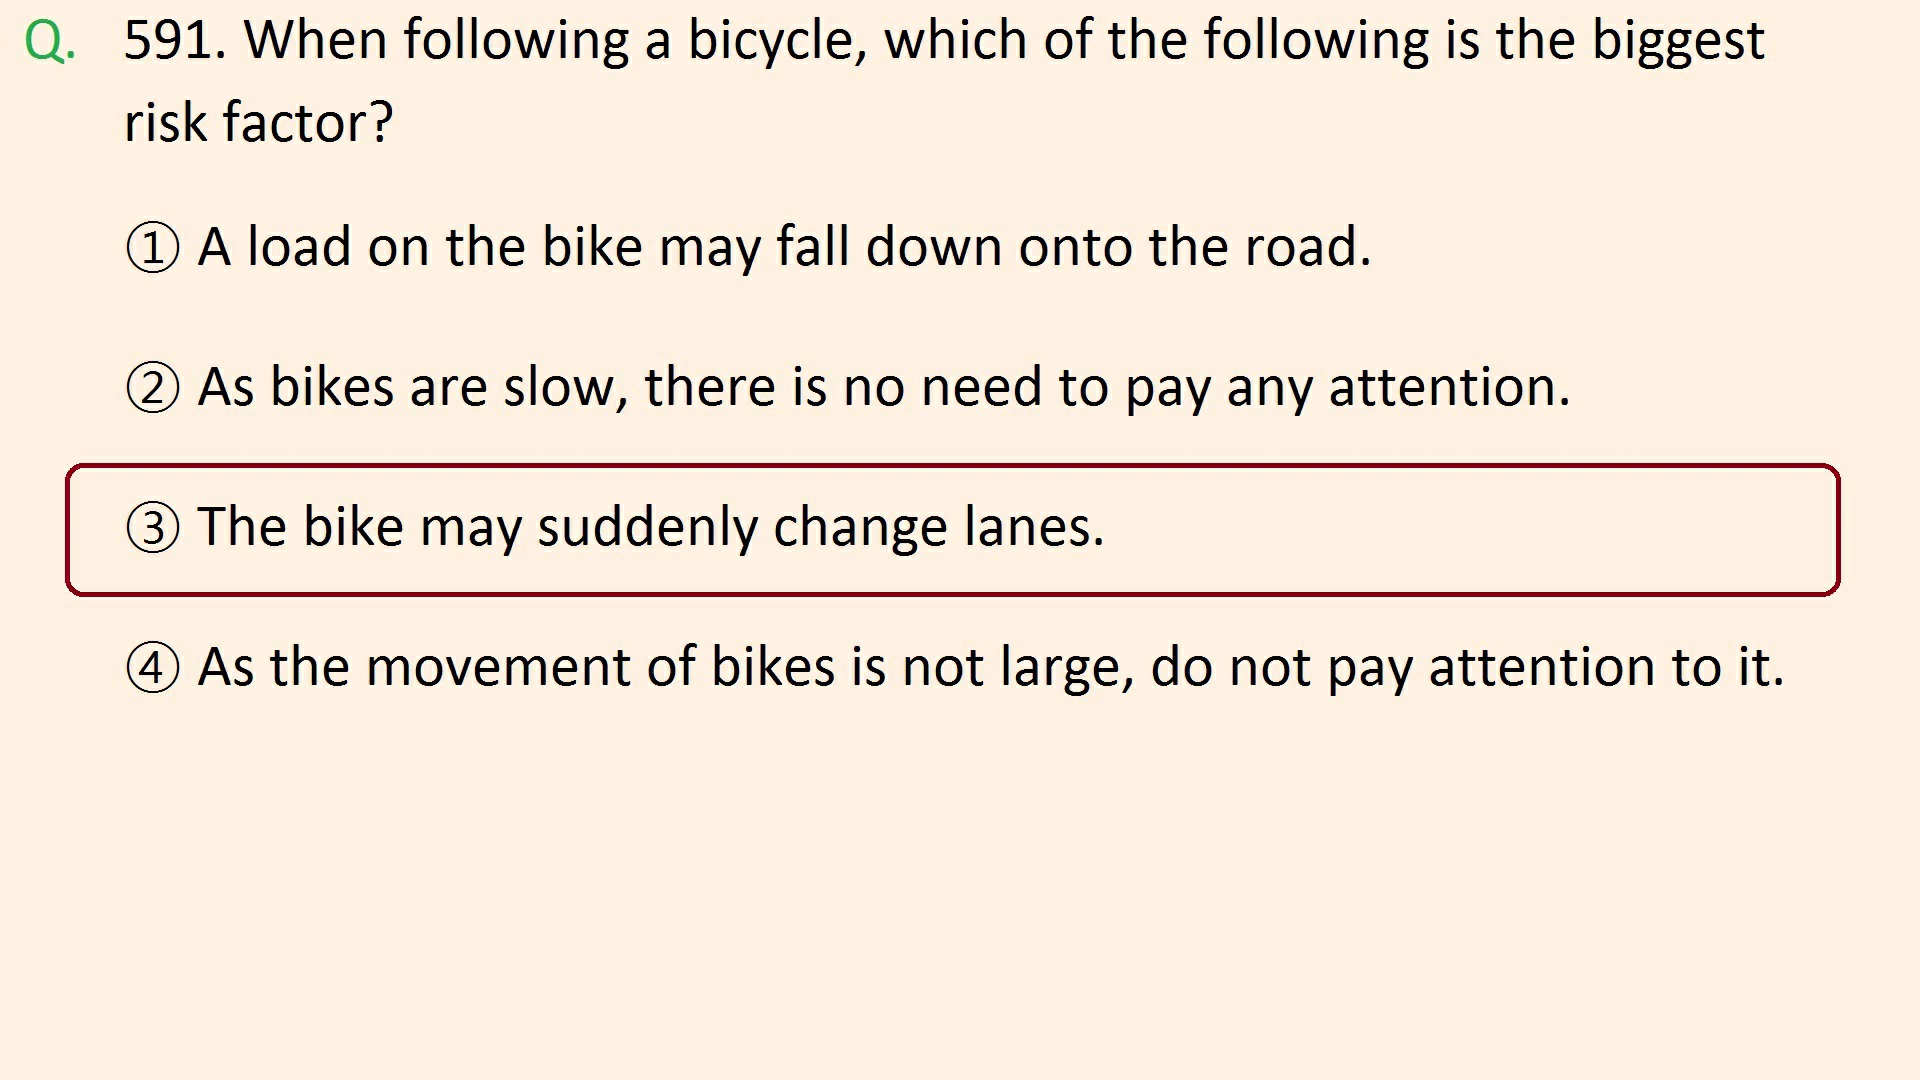 Q. 591. When following a bicycle, which of the following is the biggest
risk factor?
① A load on the bike may fall down onto the road.
② As bikes are slow, there is no need to pay any attention.
③ The bike may suddenly change lanes.
④ As the movement of bikes is not large, do not pay attention to it.